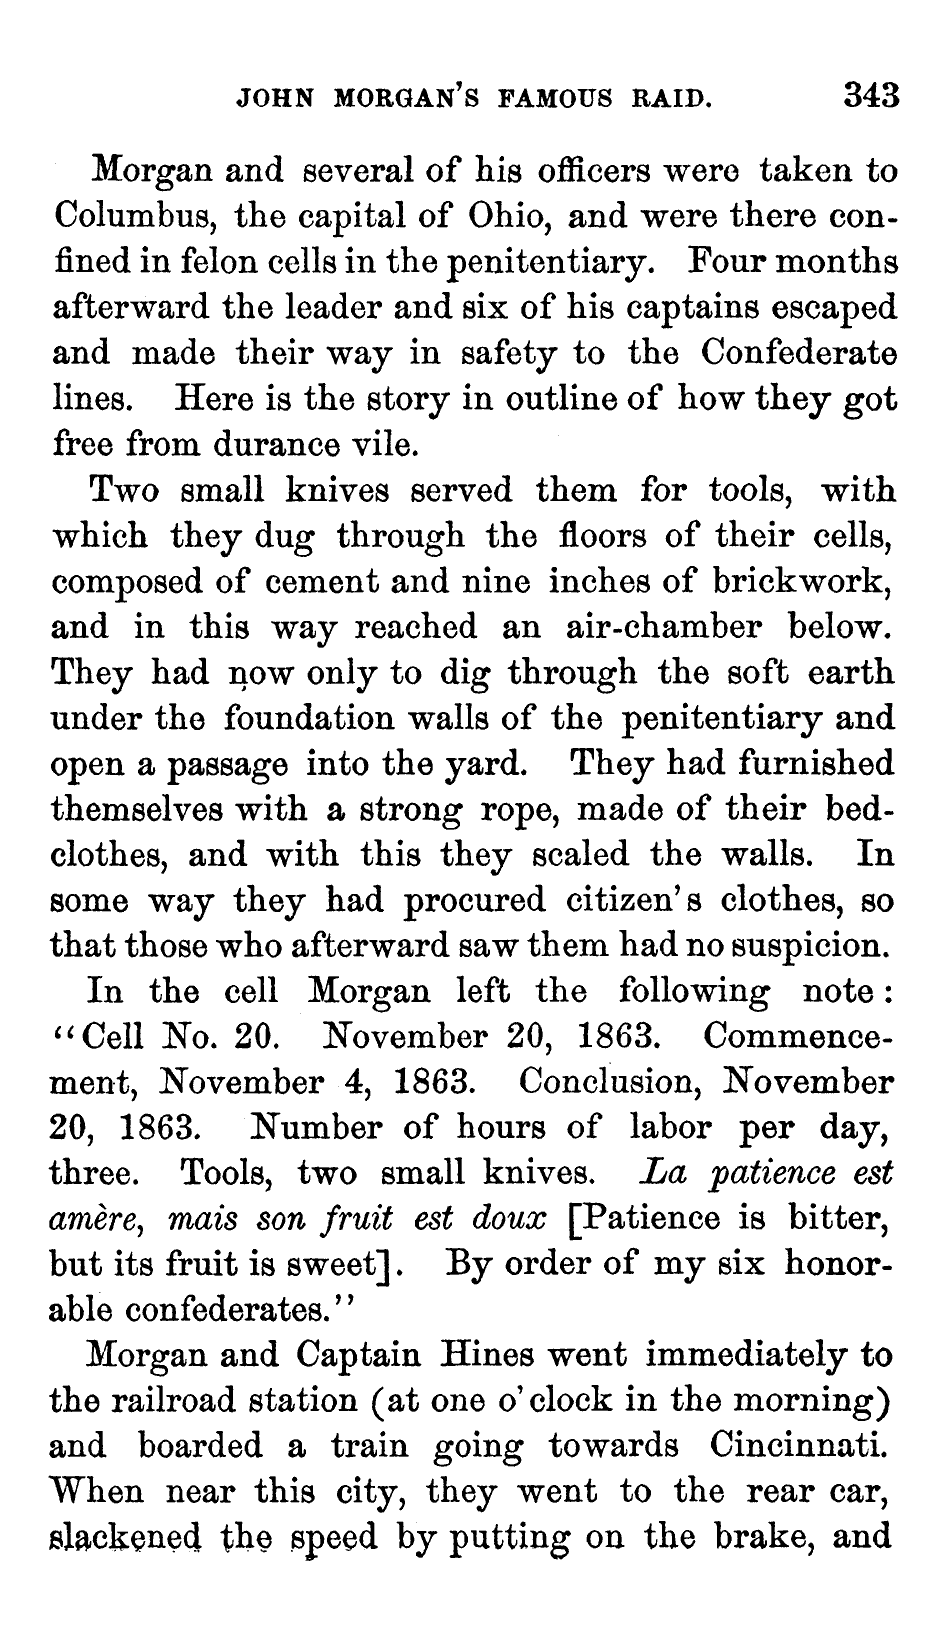 JOHN MORGAN'S FAMOUS RAID. 343
Morgan and several of his officers were taken to
Columbus, the capital of Ohio, and were there con-
fined in felon cells in the penitentiary. Four months
afterward the leader and six of his captains escaped
and made their way in safety to the Confederate
lines. Here is the story in outline of how they got
free from durance vile.
Two small knives served them for tools, with
which they dug through the floors of their cells,
composed of cement and nine inches of brickwork,
and in this way reached an air-chamber below.
They had now only to dig through the soft earth
under the foundation walls of the penitentiary and
open a passage into the yard. They had furnished
themselves with a strong rope, made of their bed-
clothes, and with this they scaled the walls. In
some way they had procured citizen's clothes, so
that those who afterward saw them had no suspicion.
In the cell Morgan left the following note:
"Cell No. 20. November 20, 1863. Commence-
ment, November 4, 1863. Conclusion, November
20, 1863. Number of hours of labor per day,
three. Tools, two small knives. La patience est
amère, mais son fruit est doux [Patience is bitter,
but its fruit is sweet]. By order of my six honor-
able confederates."
Morgan and Captain Hines went immediately to
the railroad station (at one o'clock in the morning)
and boarded a train going towards Cincinnati.
When near this city, they went to the rear car,
slackened the speed by putting on the brake, and